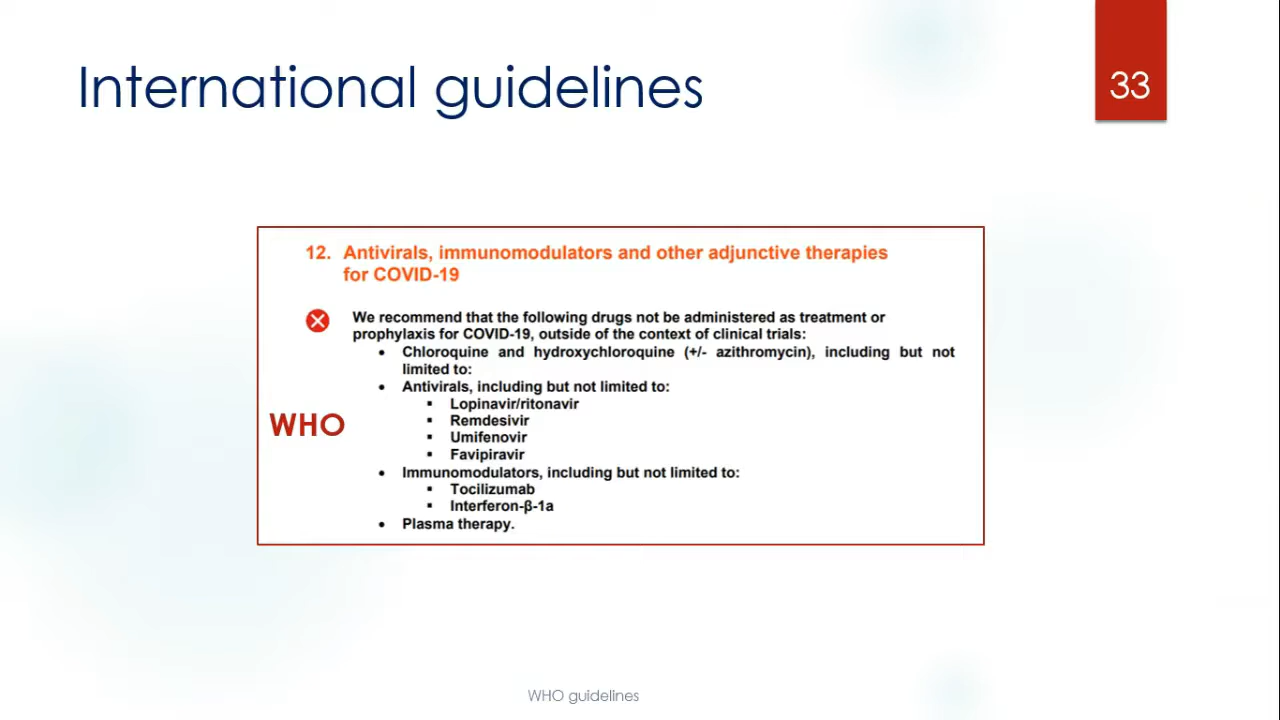 International guidelines
33
12. Antivirals, immunomodulators and other adjunctive therapies
for COVID-19
We recommend that the following drugs not be administered as treatment or
prophylaxis for COVID-19, outside of the context of clinical trials:
• Chloroquine and hydroxychloroquine (+/- azithromycin), including but not
limited to:
• Antivirals, including but not limited to:
▪ Lopinavir/ritonavir
▪ Remdesivir
WHO
▪ Umifenovir
▪ Favipiravir
• Immunomodulators, including but not limited to:
▪ Tocilizumab
▪ Interferon-β-1a
• Plasma therapy.
WHO guidelines